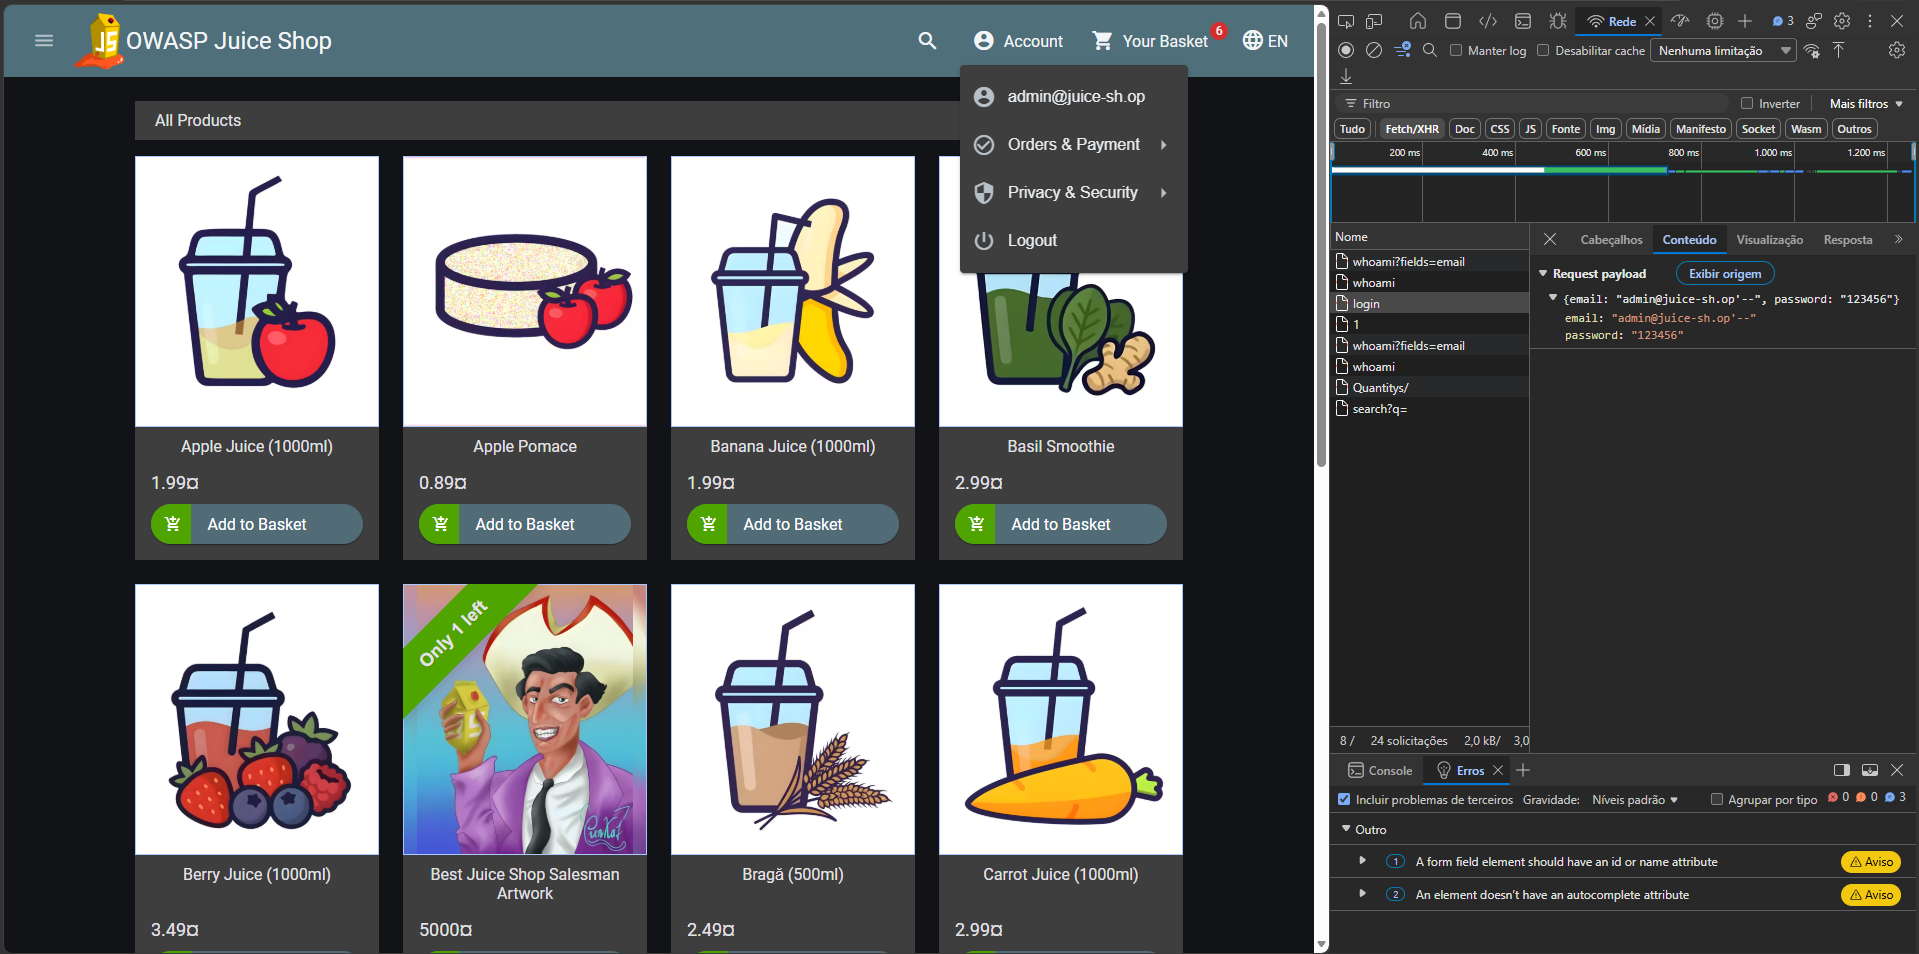 OWASP Juice Shop
Account
Your Basket
6
EN
admin@juice-sh.op
Orders & Payment
Privacy & Security
Logout
All Products
Apple Juice (1000ml)
1.99¤
Add to Basket
Apple Pomace
0.89¤
Add to Basket
Banana Juice (1000ml)
1.99¤
Add to Basket
Basil Smoothie
2.99¤
Add to Basket
Only 1 left
Berry Juice (1000ml)
3.49¤
Best Juice Shop Salesman
Artwork
5000¤
Bragă (500ml)
2.49¤
Carrot Juice (1000ml)
2.99¤
Rede
3
Manter log
Desabilitar cache
Nenhuma limitação
Filtro
Inverter
Mais filtros
Tudo
Fetch/XHR
Doc
CSS
JS
Fonte
Img
Mídia
Manifesto
Socket
Wasm
Outros
200 ms
400 ms
600 ms
800 ms
1.000 ms
1.200 ms
Nome
whoami?fields=email
whoami
login
1
whoami?fields=email
whoami
Quantitys/
search?q=
Cabeçalhos
Conteúdo
Visualização
Resposta
Request payload
Exibir origem
{email: "admin@juice-sh.op'--", password: "123456"}
email: "admin@juice-sh.op'--"
password: "123456"
8 /
24 solicitações
2,0 kB/
3,0
Console
Erros
Incluir problemas de terceiros
Gravidade:
Níveis padrão
Agrupar por tipo
0
0
3
Outro
1
A form field element should have an id or name attribute
Aviso
2
An element doesn't have an autocomplete attribute
Aviso